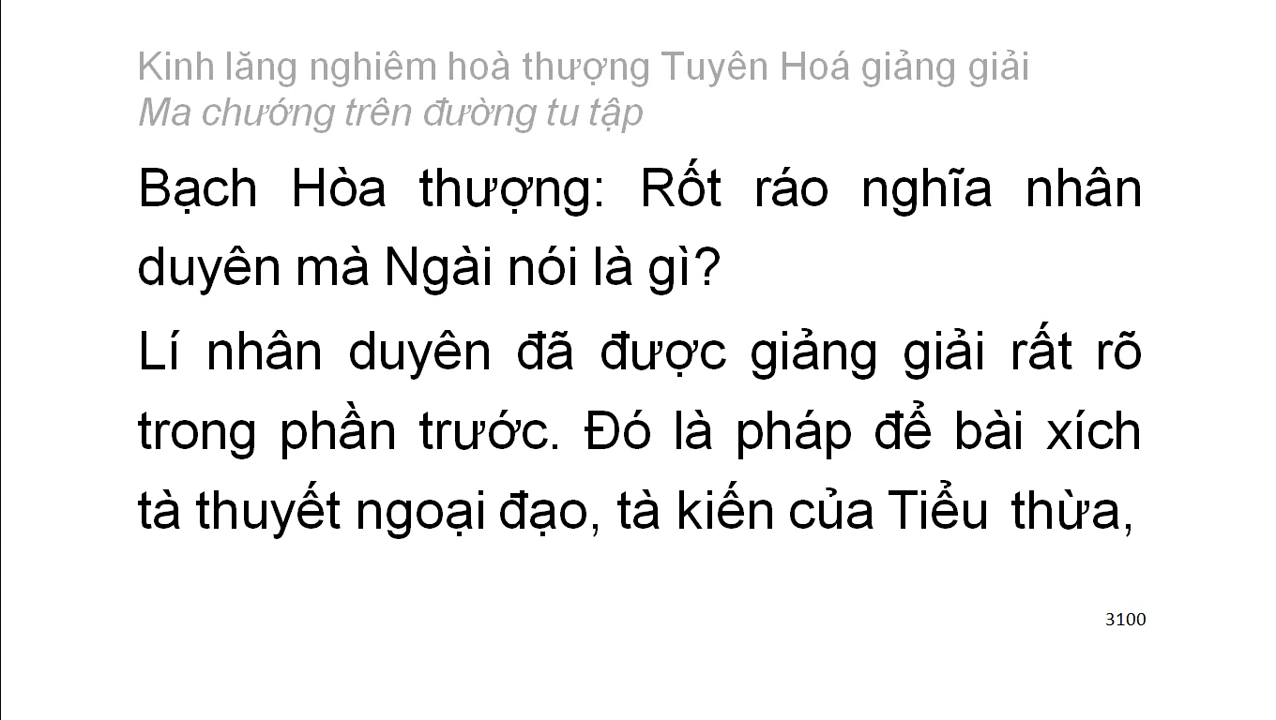 Kinh lăng nghiêm hoà thượng Tuyên Hoá giảng giải
Ma chướng trên đường tu tập
Bạch Hòa thượng: Rốt ráo nghĩa nhân
duyên mà Ngài nói là gì?
Lí nhân duyên đã được giảng giải rất rõ
trong phần trước. Đó là pháp để bài xích
tà thuyết ngoại đạo, tà kiến của Tiểu thừa,
3100